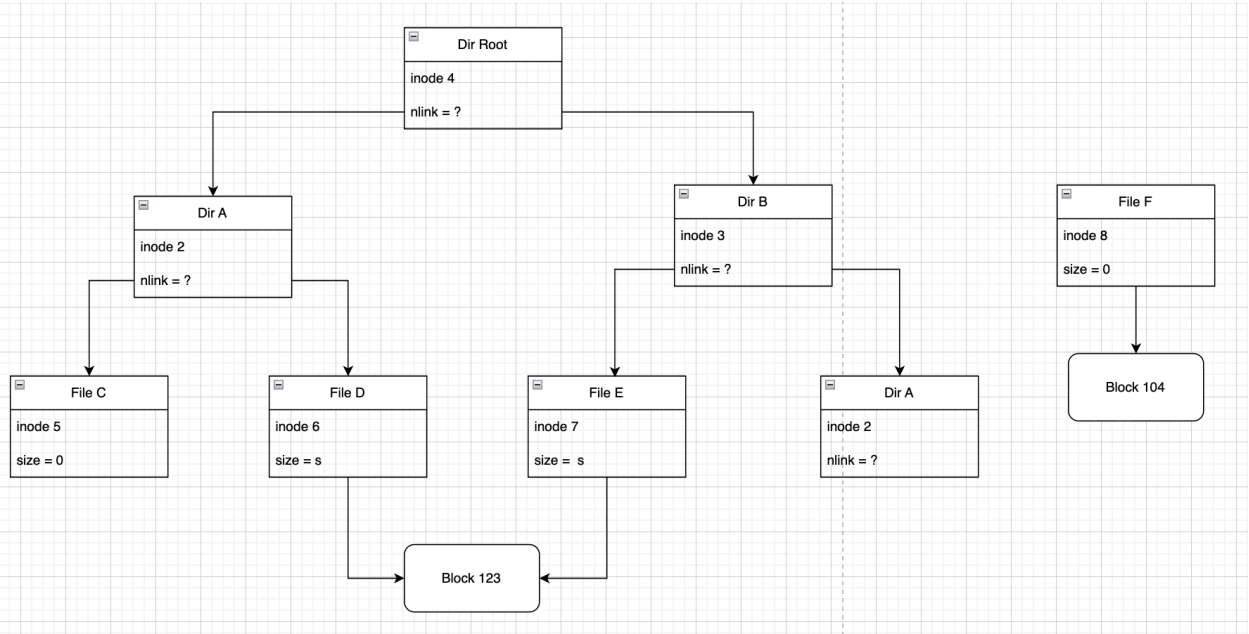 Dir Root
inode 4
nlink = ?
Dir A
inode 2
nlink = ?
Dir B
inode 3
nlink = ?
File F
inode 8
size = 0
File C
inode 5
size = 0
File D
inode 6
size = s
File E
inode 7
size =  s
Dir A
inode 2
nlink = ?
Block 104
Block 123